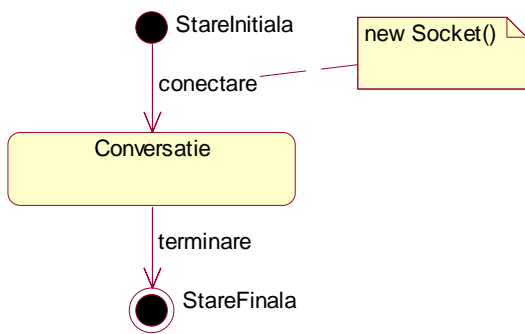 StareInitiala
new Socket()
conectare
Conversatie
terminare
StareFinala